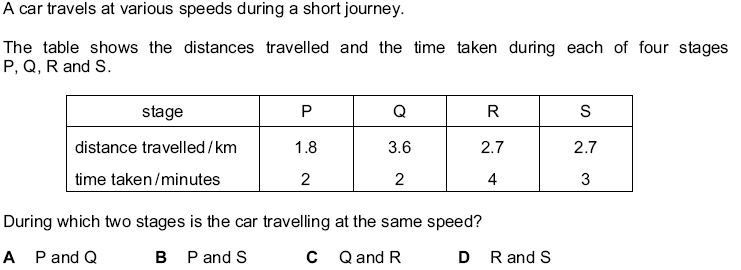 A car travels at various speeds during a short journey.
The table shows the distances travelled and the time taken during each of four stages
P, Q, R and S.
stage P Q R S
distance travelled / km 1.8 3.6 2.7 2.7
time taken / minutes 2 2 4 3
During which two stages is the car travelling at the same speed?
A P and Q B P and S C Q and R D R and S